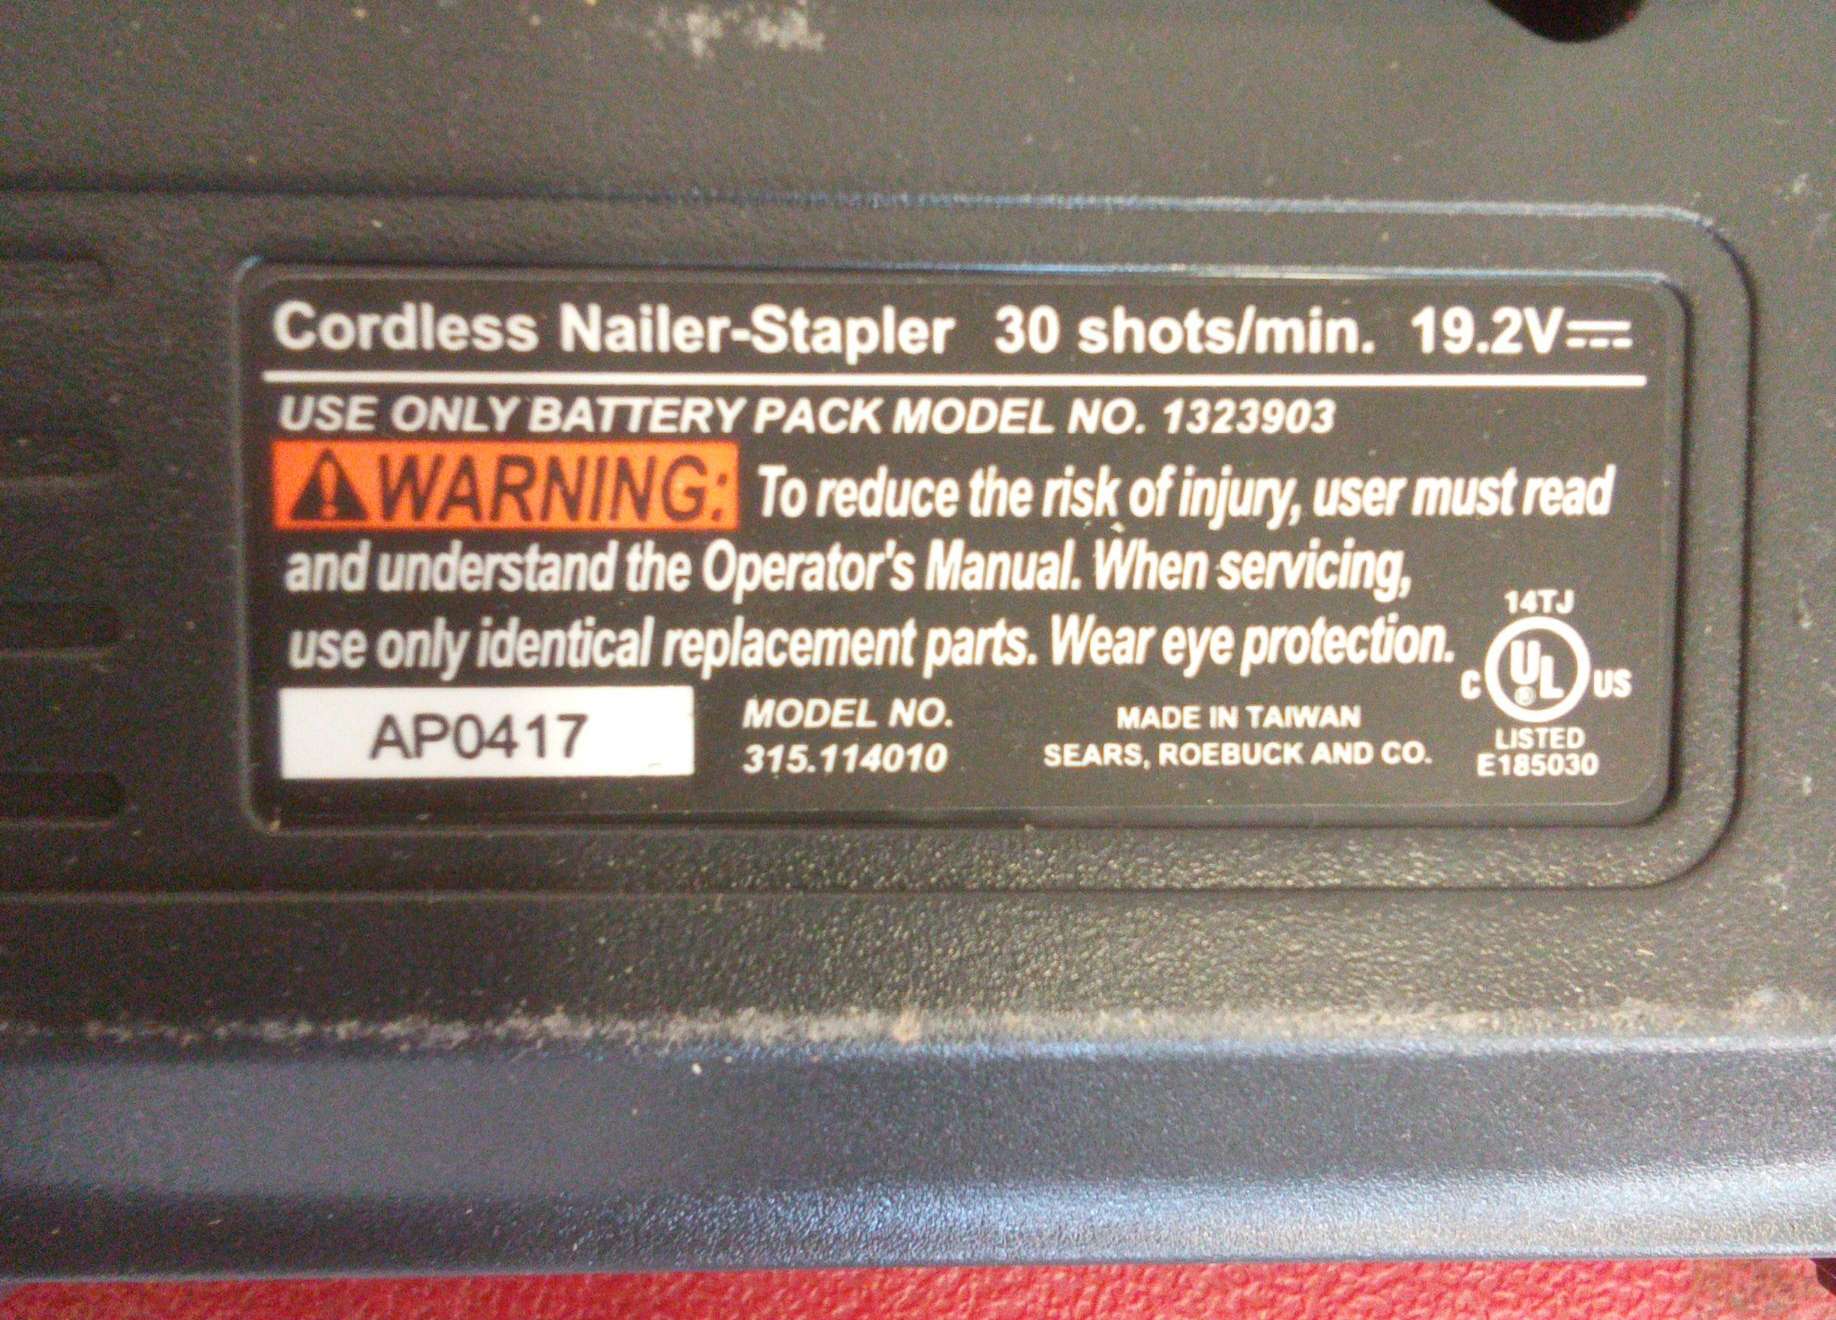 Cordless Nailer-Stapler 30 shots/min. 19.2V
USE ONLY BATTERY PACK MODEL NO. 1323903
WARNING: To reduce the risk of injury, user must read
and understand the Operator's Manual. When servicing,
use only identical replacement parts. Wear eye protection.
AP0417
MODEL NO.
315.114010
MADE IN TAIWAN
SEARS, ROEBUCK AND CO.
14TJ
C UL® US
LISTED
E185030